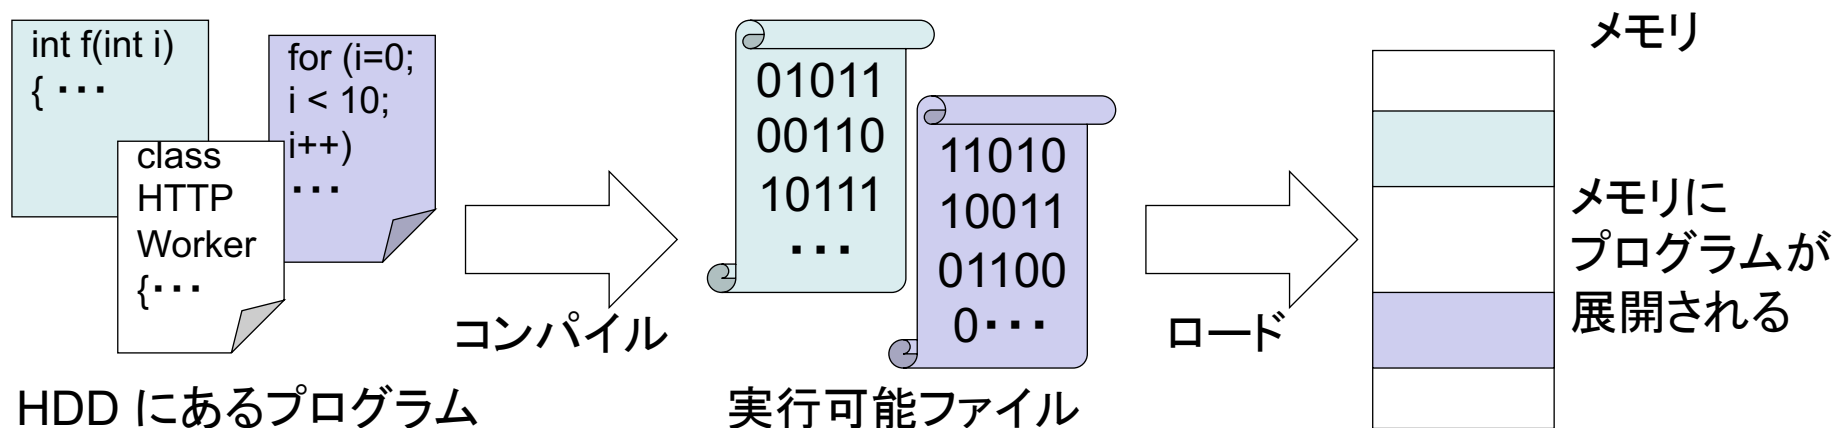 int f(int i)
{ ・・・
class
HTTP
Worker
{・・・
for (i=0;
i < 10;
i++)
・・・
HDD にあるプログラム
コンパイル
01011
00110
10111
・・・
11010
10011
01100
0・・・
実行可能ファイル
ロード
メモリ
メモリに
プログラムが
展開される